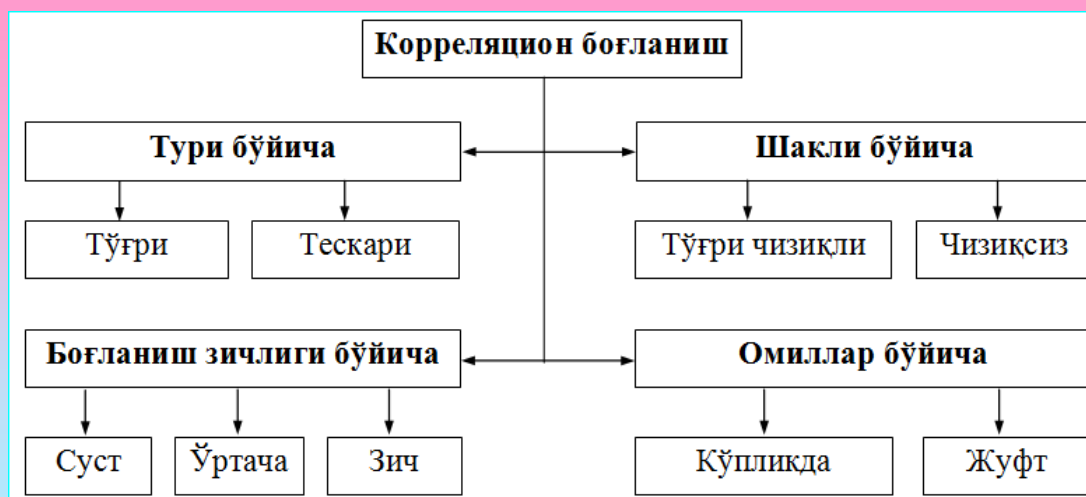 Корреляцион боғланиш
Тури бўйича
Шакли бўйича
Тўғри
Тескари
Тўғри чизиқли
Чизиқсиз
Боғланиш зичлиги бўйича
Омиллар бўйича
Суст
Ўртача
Зич
Кўпликда
Жуфт